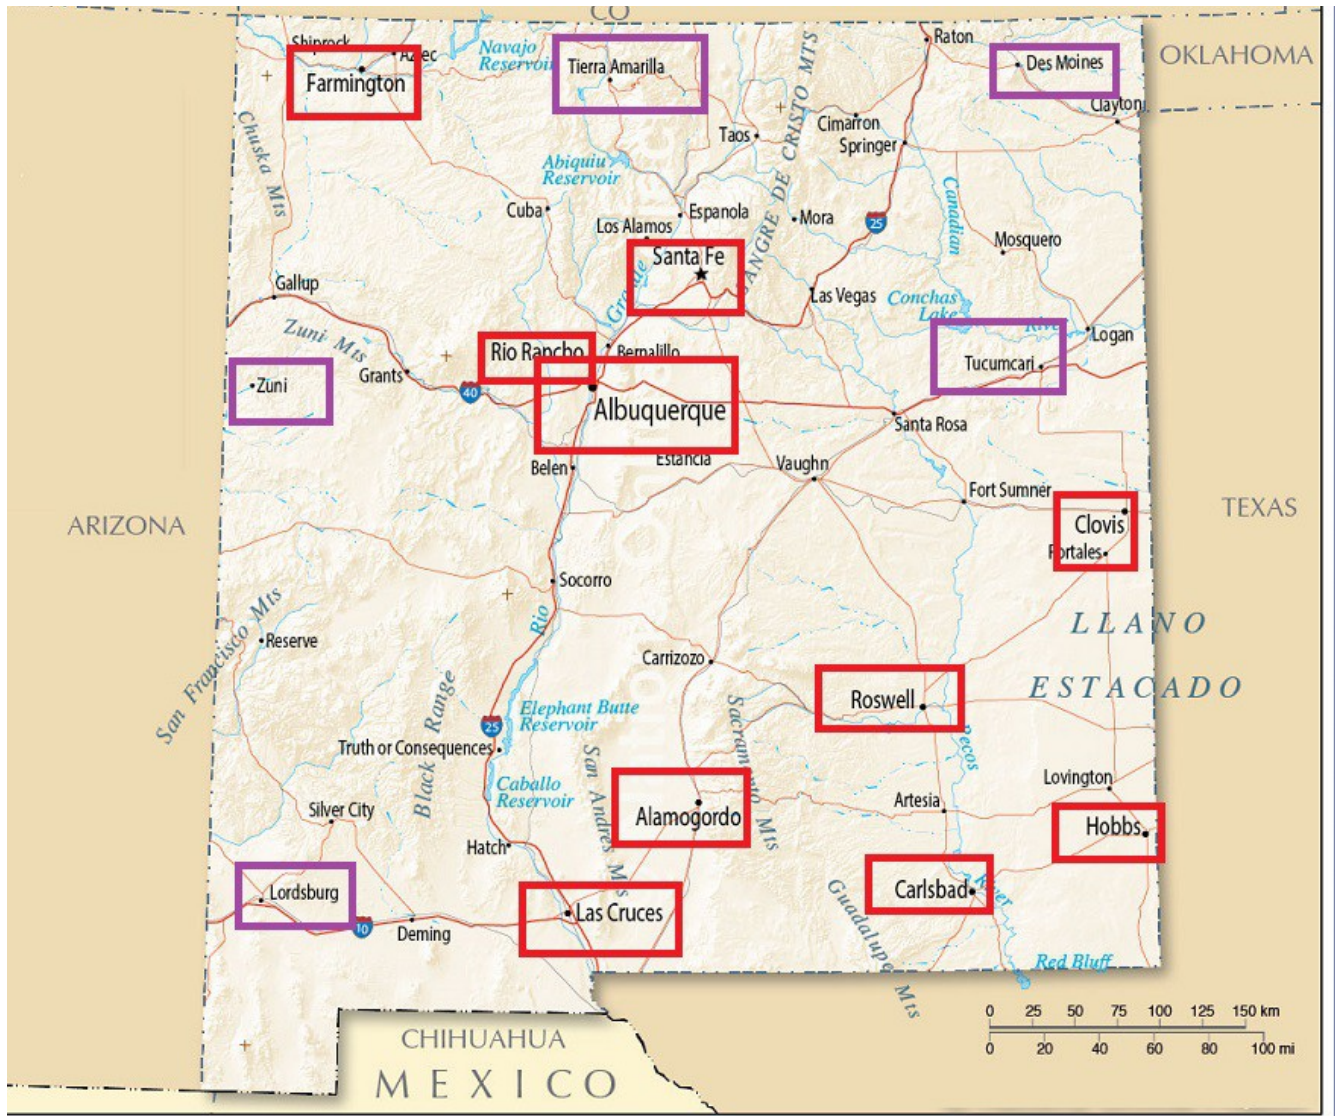 CO
Shiprock
Aztec
Farmington
Navajo
Reservoir
Tierra Amarilla
SANGRE DE CRISTO MTS
Raton
Des Moines
OKLAHOMA
Clayton
Chuska Mts
Taos
Cimarron
Springer
Abiquiu
Reservoir
Canadian
Cuba
Espanola
Los Alamos
Mora
25
Mosquero
Santa Fe
Gallup
Grande
Las Vegas
Conchas
Lake
River
Logan
Zuni Mts
Rio Rancho
Bernalillo
Tucumcari
Zuni
Grants
40
Albuquerque
Santa Rosa
Belen
Estancia
Vaughn
Fort Sumner
ARIZONA
TEXAS
Clovis
Portales
Socorro
Rio
San Francisco Mts
Reserve
LLANO
ESTACADO
Carrizozo
Black Range
Roswell
Elephant Butte
Reservoir
25
Sacramento Mts
Pecos
Truth or Consequences
San Andres Mts
Caballo
Reservoir
Lovington
Silver City
Alamogordo
Artesia
Hobbs
Hatch
Lordsburg
Carlsbad
River
Guadalupe Mts
Las Cruces
10
Deming
Red Bluff
0 25 50 75 100 125 150 km
0 20 40 60 80 100 mi
CHIHUAHUA
MEXICO